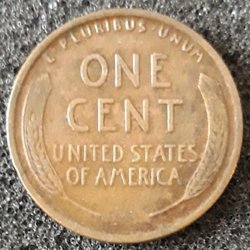 E·PLURIBUS·UNUM
ONE
CENT
UNITED STATES
OF AMERICA